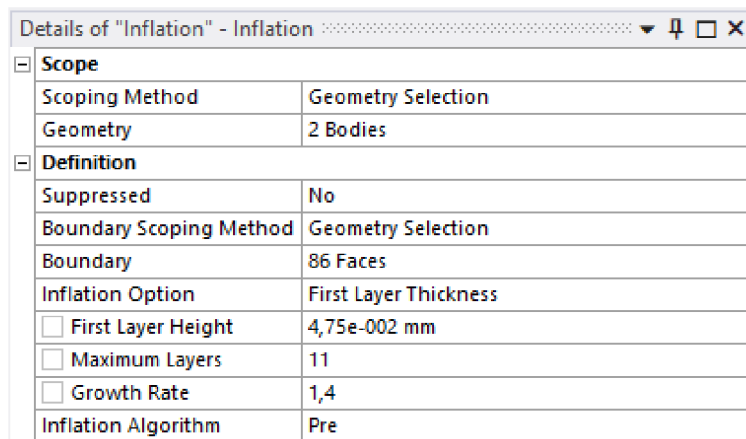 Details of "Inflation" - Inflation
Scope
Scoping Method Geometry Selection
Geometry 2 Bodies
Definition
Suppressed No
Boundary Scoping Method Geometry Selection
Boundary 86 Faces
Inflation Option First Layer Thickness
First Layer Height 4,75e-002 mm
Maximum Layers 11
Growth Rate 1,4
Inflation Algorithm Pre